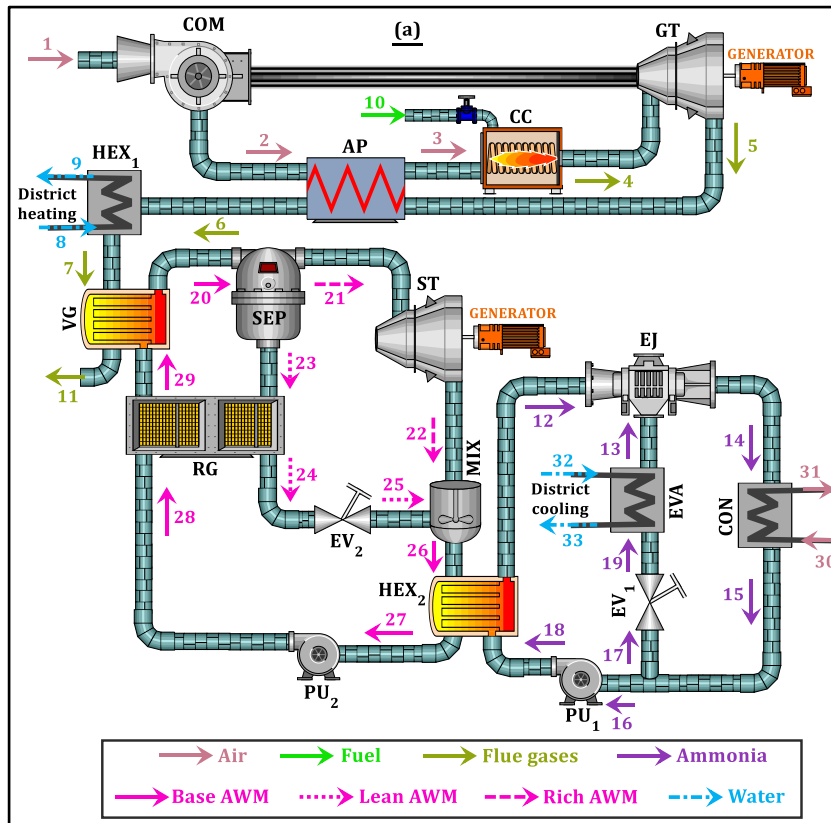 (a)
COM
GT
1
GENERATOR
10
CC
2
AP
3
4
5
HEX1
9
District
heating
8
6
7
VG
20
SEP
21
ST
GENERATOR
EJ
29
23
11
12
13
14
22
MIX
RG
24
25
32
District
cooling
33
EVA
CON
31
30
28
EV2
26
19
HEX2
EV1
15
27
18
17
PU2
PU1
16
Air
Fuel
Flue gases
Ammonia
Base AWM
Lean AWM
Rich AWM
Water